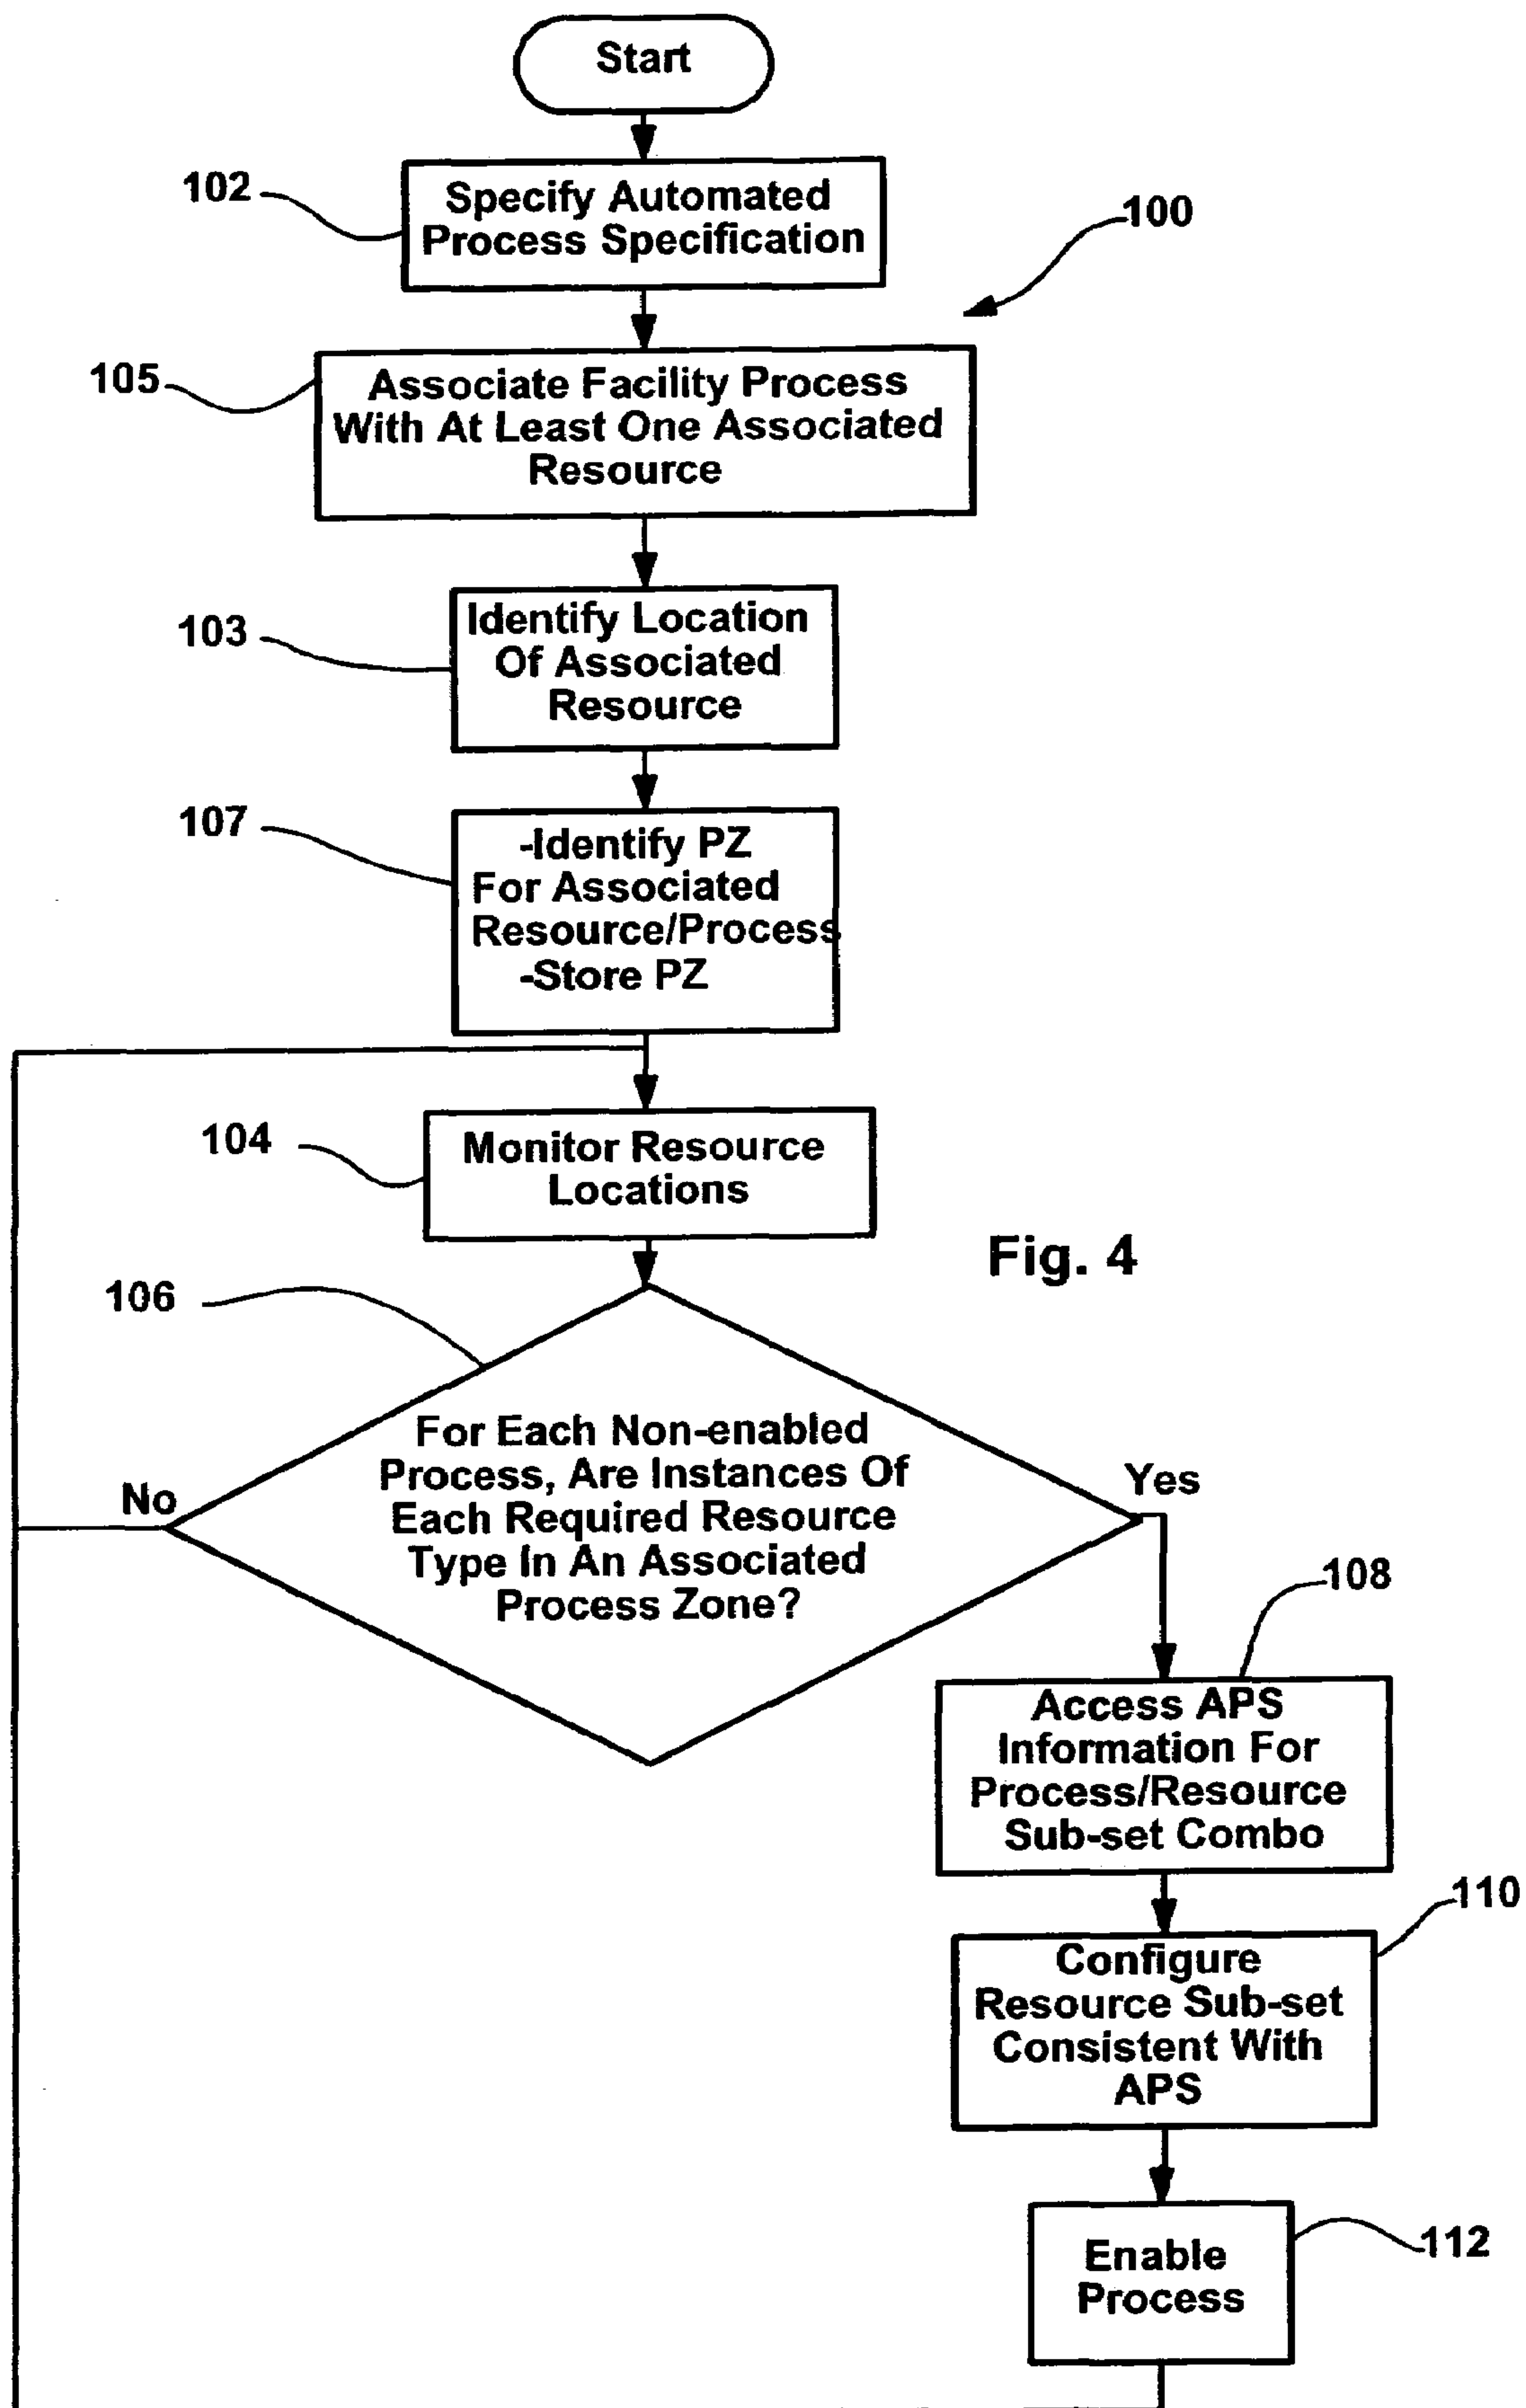 Start
102
Specify Automated
Process Specification
100
105
Associate Facility Process
With At Least One Associated
Resource
103
Identify Location
Of Associated
Resource
107
-Identify PZ
For Associated
Resource/Process
-Store PZ
104
Monitor Resource
Locations
Fig. 4
106
For Each Non-enabled
Process, Are Instances Of
Each Required Resource
Type In An Associated
Process Zone?
No
Yes
108
Access APS
Information For
Process/Resource
Sub-set Combo
110
Configure
Resource Sub-set
Consistent With
APS
112
Enable
Process